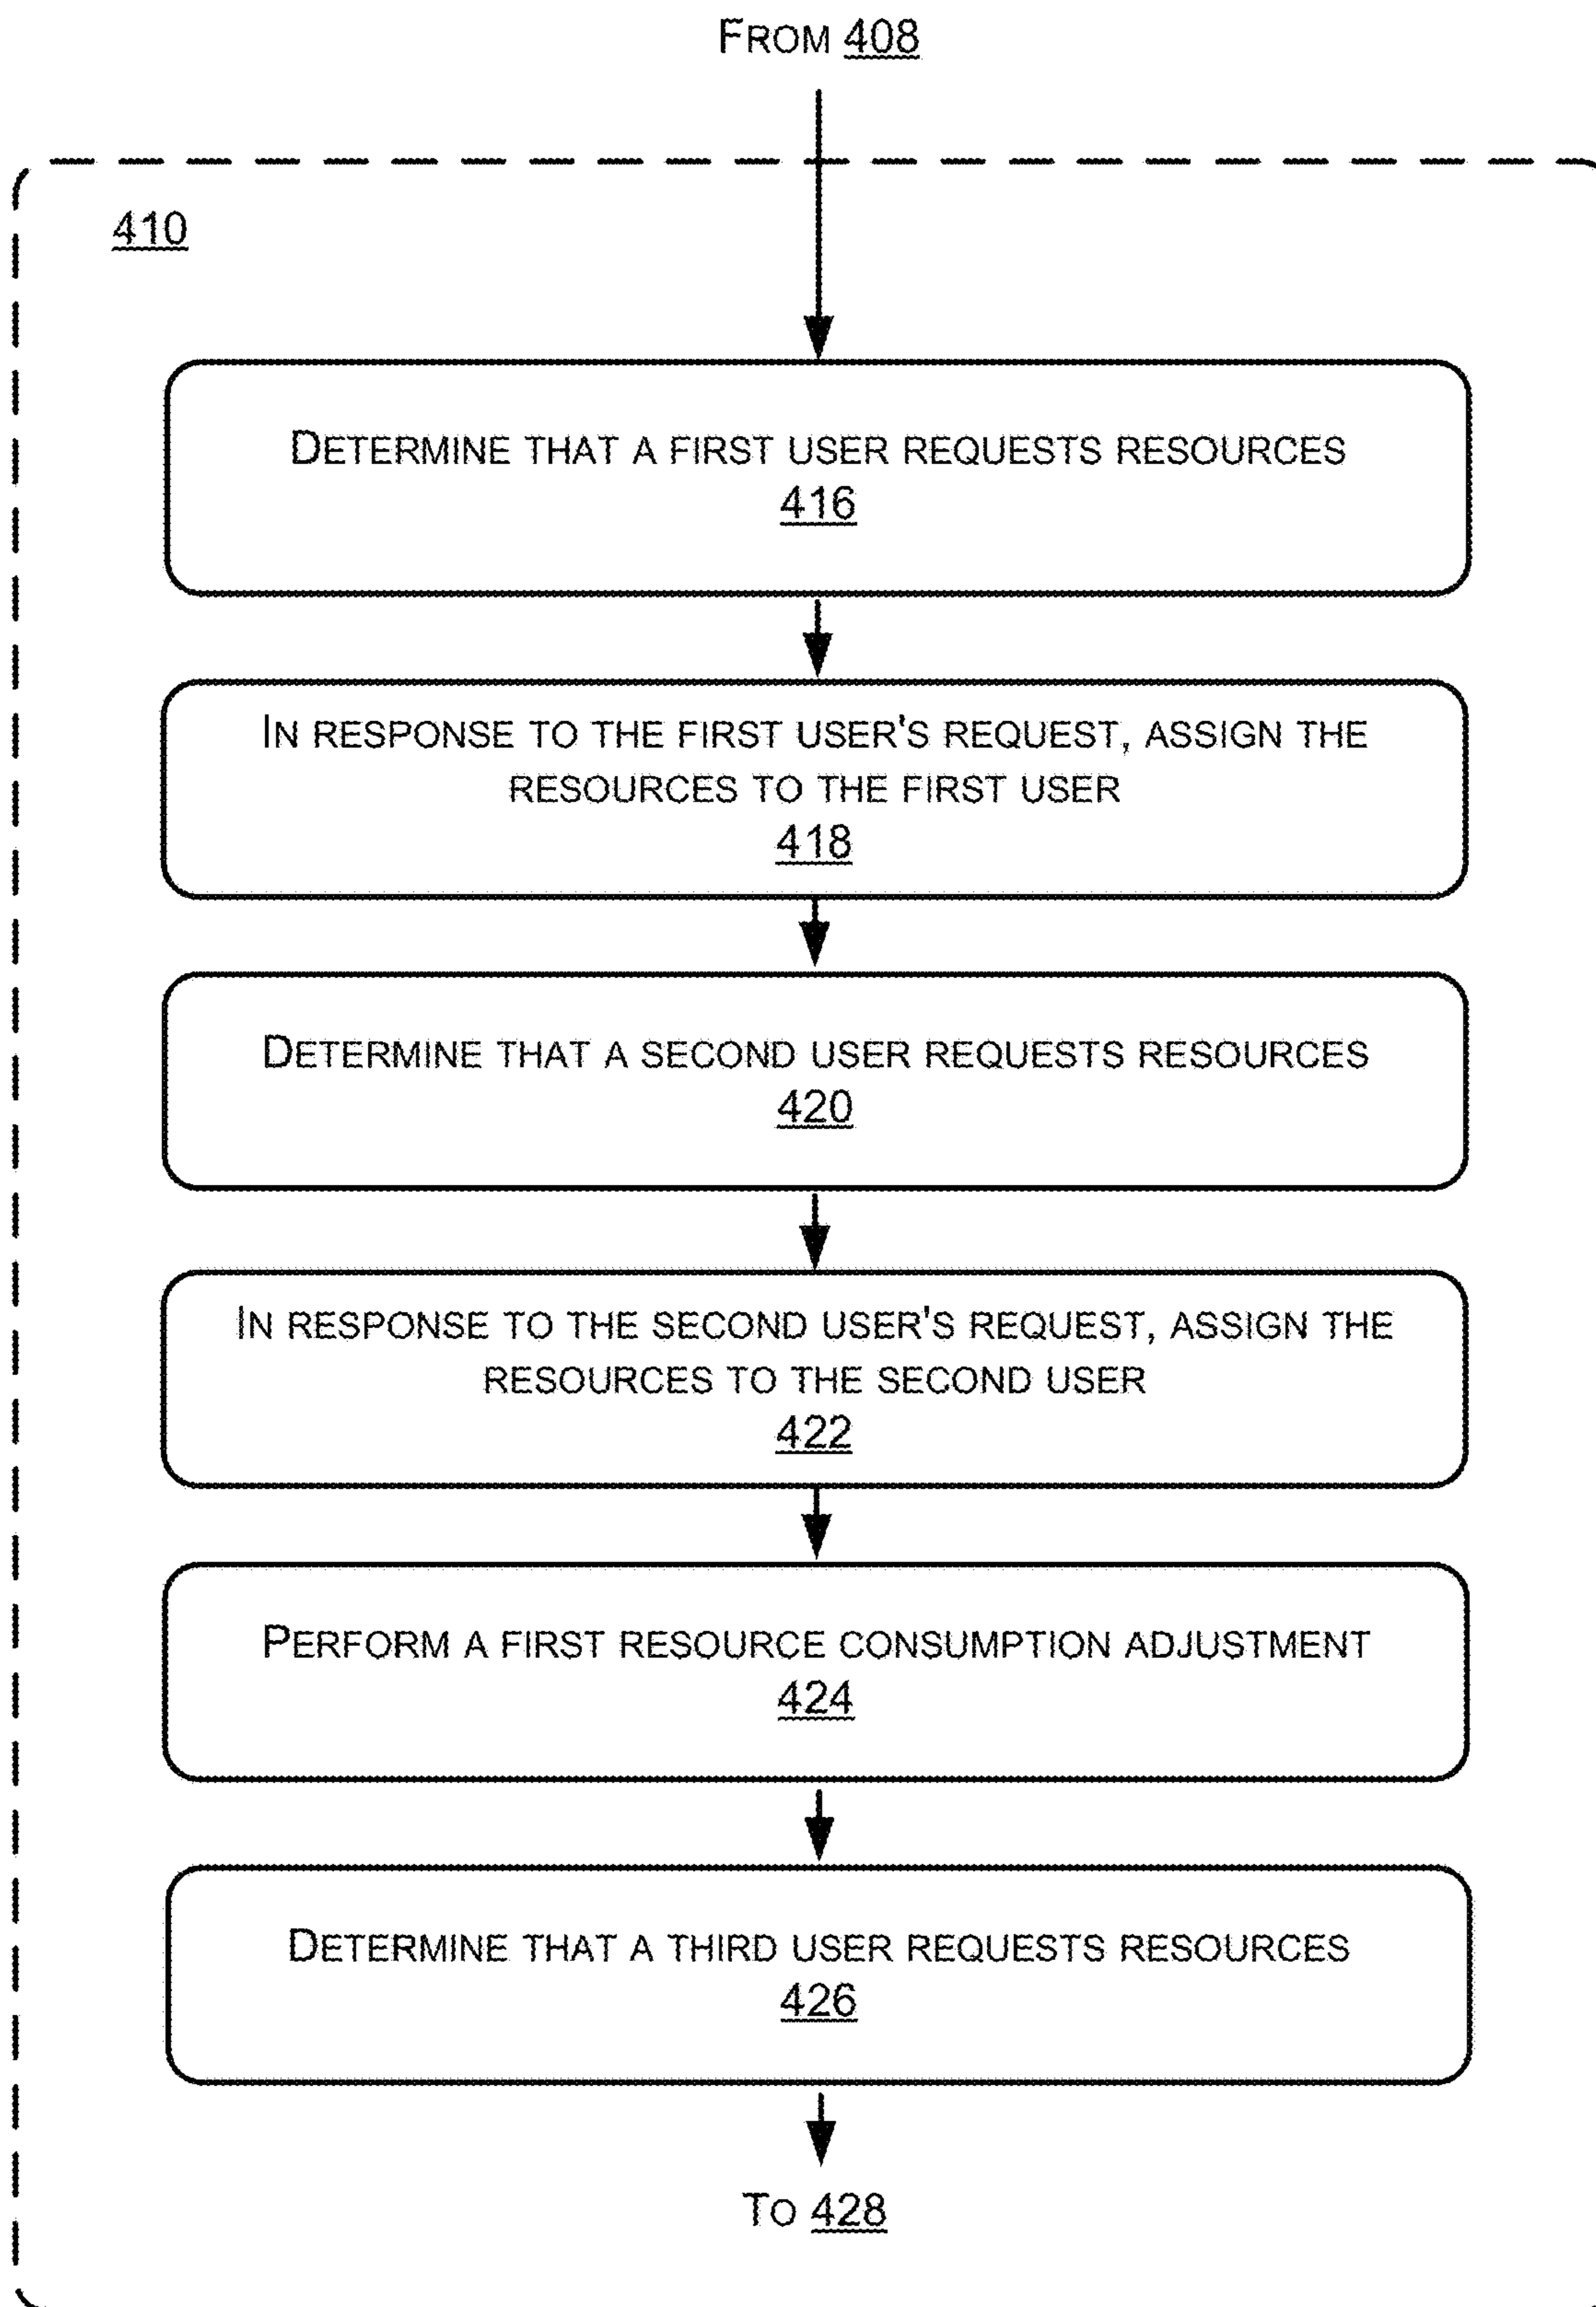 FROM 408
410
DETERMINE THAT A FIRST USER REQUESTS RESOURCES
416
IN RESPONSE TO THE FIRST USER'S REQUEST, ASSIGN THE
RESOURCES TO THE FIRST USER
418
DETERMINE THAT A SECOND USER REQUESTS RESOURCES
420
IN RESPONSE TO THE SECOND USER'S REQUEST, ASSIGN THE
RESOURCES TO THE SECOND USER
422
PERFORM A FIRST RESOURCE CONSUMPTION ADJUSTMENT
424
DETERMINE THAT A THIRD USER REQUESTS RESOURCES
426
TO 428